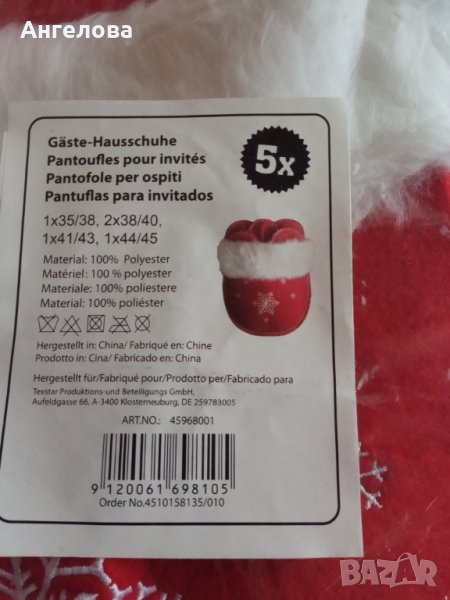 Ангелова
Gäste-Hausschuhe
Pantoufles pour invités
Pantofole per ospiti
Pantuflas para invitados
5x
1x35/38, 2x38/40,
1x41/43, 1x44/45
Material: 100% Polyester
Matériel: 100 % polyester
Materiale: 100% poliestere
Material: 100% poliéster
Hergestellt in: China/ Fabriqué en: Chine
Prodotto in: Cina/ Fabricado en: China
Hergestellt für/Fabriqué pour/Prodotto per/Fabricado para
Texstar Produktions-und Beteiligungs GmbH,
Aufeldgasse 66, A-3400 Klosterneuburg, DE 259783005
ART.NO.: 45968001
9 120061 698105
Order No.4510158135/010
BAZAR